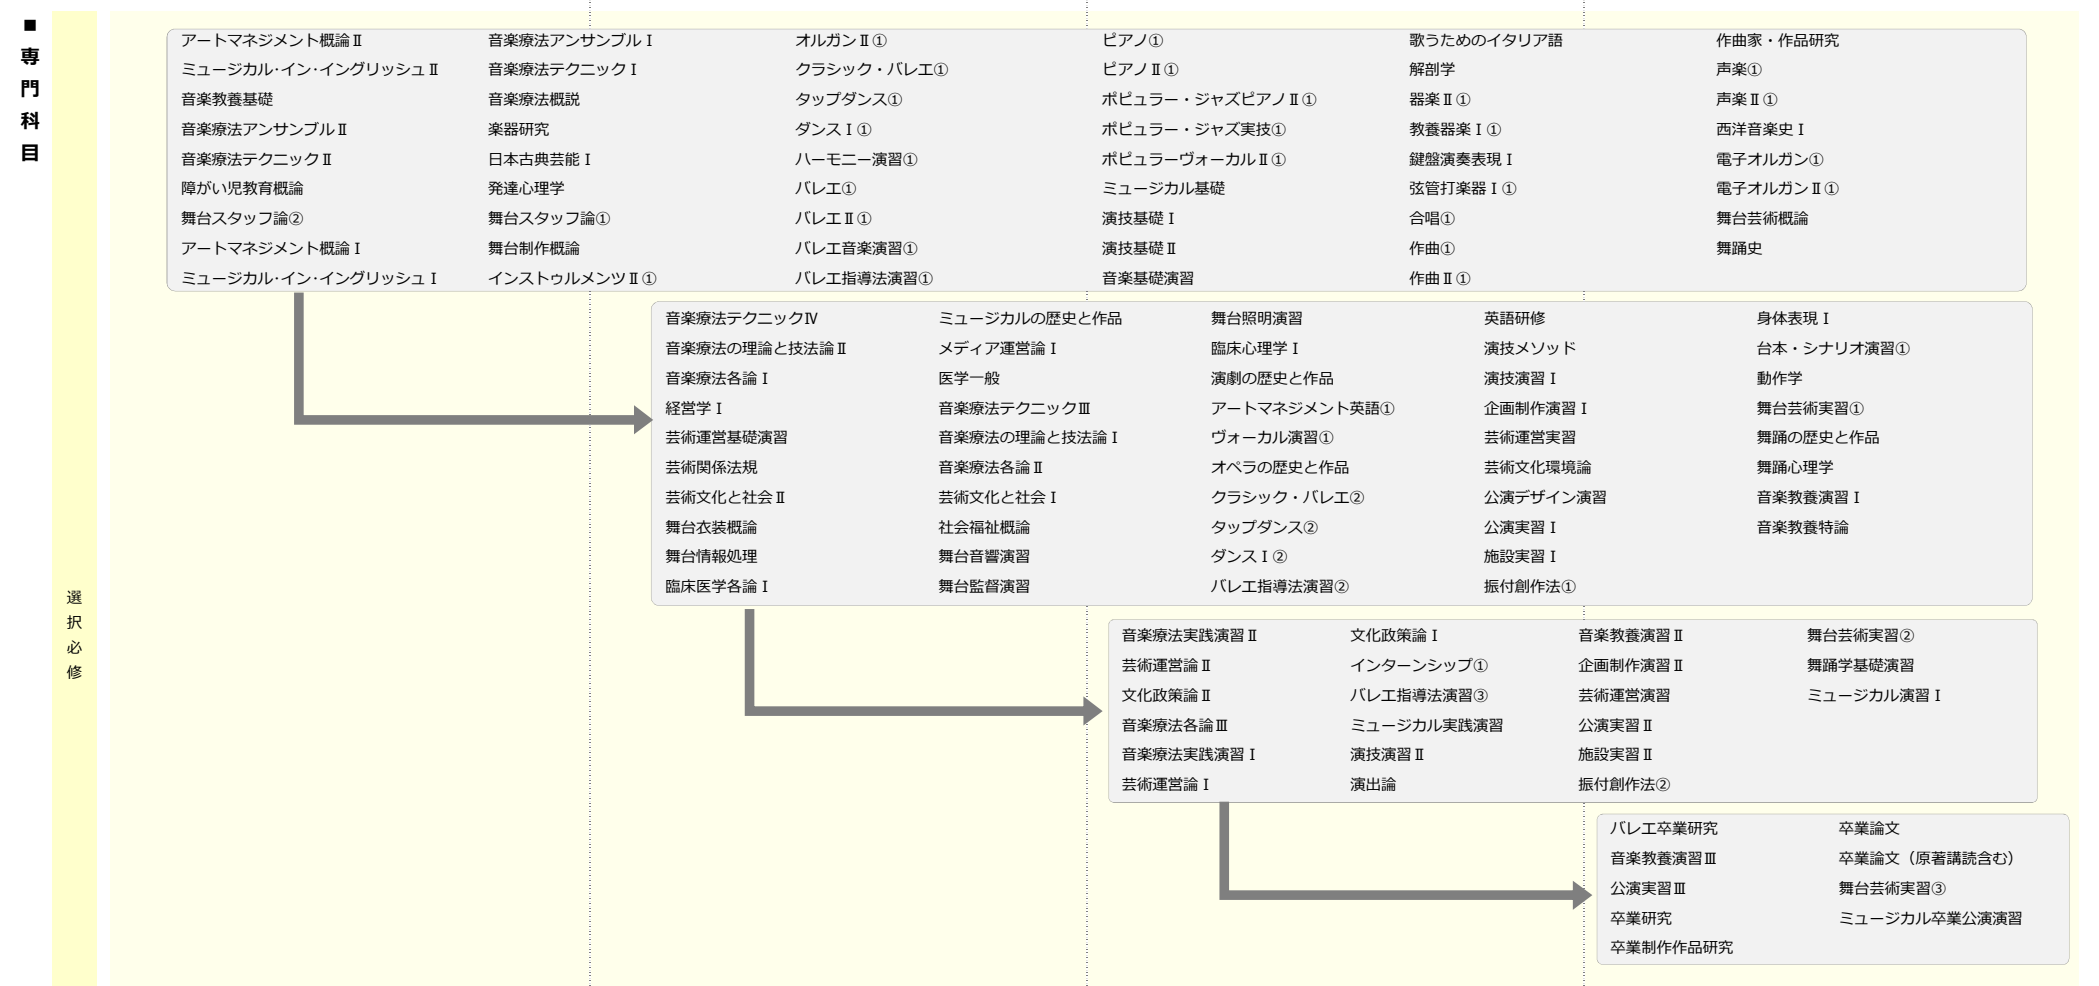 ■専門科目
選択必修
アートマネジメント概論Ⅱ
ミュージカル･イン･イングリッシュⅡ
音楽教養基礎
音楽療法アンサンブルⅡ
音楽療法テクニックⅡ
障がい児教育概論
舞台スタッフ論②
アートマネジメント概論Ⅰ
ミュージカル･イン･イングリッシュⅠ
音楽療法アンサンブルⅠ
音楽療法テクニックⅠ
音楽療法概説
楽器研究
日本古典芸能Ⅰ
発達心理学
舞台スタッフ論①
舞台制作概論
インストゥルメンツⅡ①
オルガンⅡ①
クラシック・バレエ①
タップダンス①
ダンスⅠ①
ハーモニー演習①
バレエ①
バレエⅡ①
バレエ音楽演習①
バレエ指導法演習①
ピアノ①
ピアノⅡ①
ポピュラー・ジャズピアノⅡ①
ポピュラー・ジャズ実技①
ポピュラーヴォーカルⅡ①
ミュージカル基礎
演技基礎Ⅰ
演技基礎Ⅱ
音楽基礎演習
歌うためのイタリア語
解剖学
器楽Ⅱ①
教養器楽Ⅰ①
鍵盤演奏表現Ⅰ
弦管打楽器Ⅰ①
合唱①
作曲①
作曲Ⅱ①
作曲家・作品研究
声楽①
声楽Ⅱ①
西洋音楽史Ⅰ
電子オルガン①
電子オルガンⅡ①
舞台芸術概論
舞踊史
音楽療法テクニックⅣ
音楽療法の理論と技法論Ⅱ
音楽療法各論Ⅰ
経営学Ⅰ
芸術運営基礎演習
芸術関係法規
芸術文化と社会Ⅱ
舞台衣装概論
舞台情報処理
臨床医学各論Ⅰ
ミュージカルの歴史と作品
メディア運営論Ⅰ
医学一般
音楽療法テクニックⅢ
音楽療法の理論と技法論Ⅰ
音楽療法各論Ⅱ
芸術文化と社会Ⅰ
社会福祉概論
舞台音響演習
舞台監督演習
舞台照明演習
臨床心理学Ⅰ
演劇の歴史と作品
アートマネジメント英語①
ヴォーカル演習①
オペラの歴史と作品
クラシック・バレエ②
タップダンス②
ダンスⅠ②
バレエ指導法演習②
英語研修
演技メソッド
演技演習Ⅰ
企画制作演習Ⅰ
芸術運営実習
芸術文化環境論
公演デザイン演習
公演実習Ⅰ
施設実習Ⅰ
振付創作法①
身体表現Ⅰ
台本・シナリオ演習①
動作学
舞台芸術実習①
舞踊の歴史と作品
舞踊心理学
音楽教養演習Ⅰ
音楽教養特論
音楽療法実践演習Ⅱ
芸術運営論Ⅱ
文化政策論Ⅱ
音楽療法各論Ⅲ
音楽療法実践演習Ⅰ
芸術運営論Ⅰ
文化政策論Ⅰ
インターンシップ①
バレエ指導法演習③
ミュージカル実践演習
演技演習Ⅱ
演出論
音楽教養演習Ⅱ
企画制作演習Ⅱ
芸術運営演習
公演実習Ⅱ
施設実習Ⅱ
振付創作法②
舞台芸術実習②
舞踊学基礎演習
ミュージカル演習Ⅰ
バレエ卒業研究
音楽教養演習Ⅲ
公演実習Ⅲ
卒業研究
卒業制作作品研究
卒業論文
卒業論文（原著講読含む）
舞台芸術実習③
ミュージカル卒業公演演習